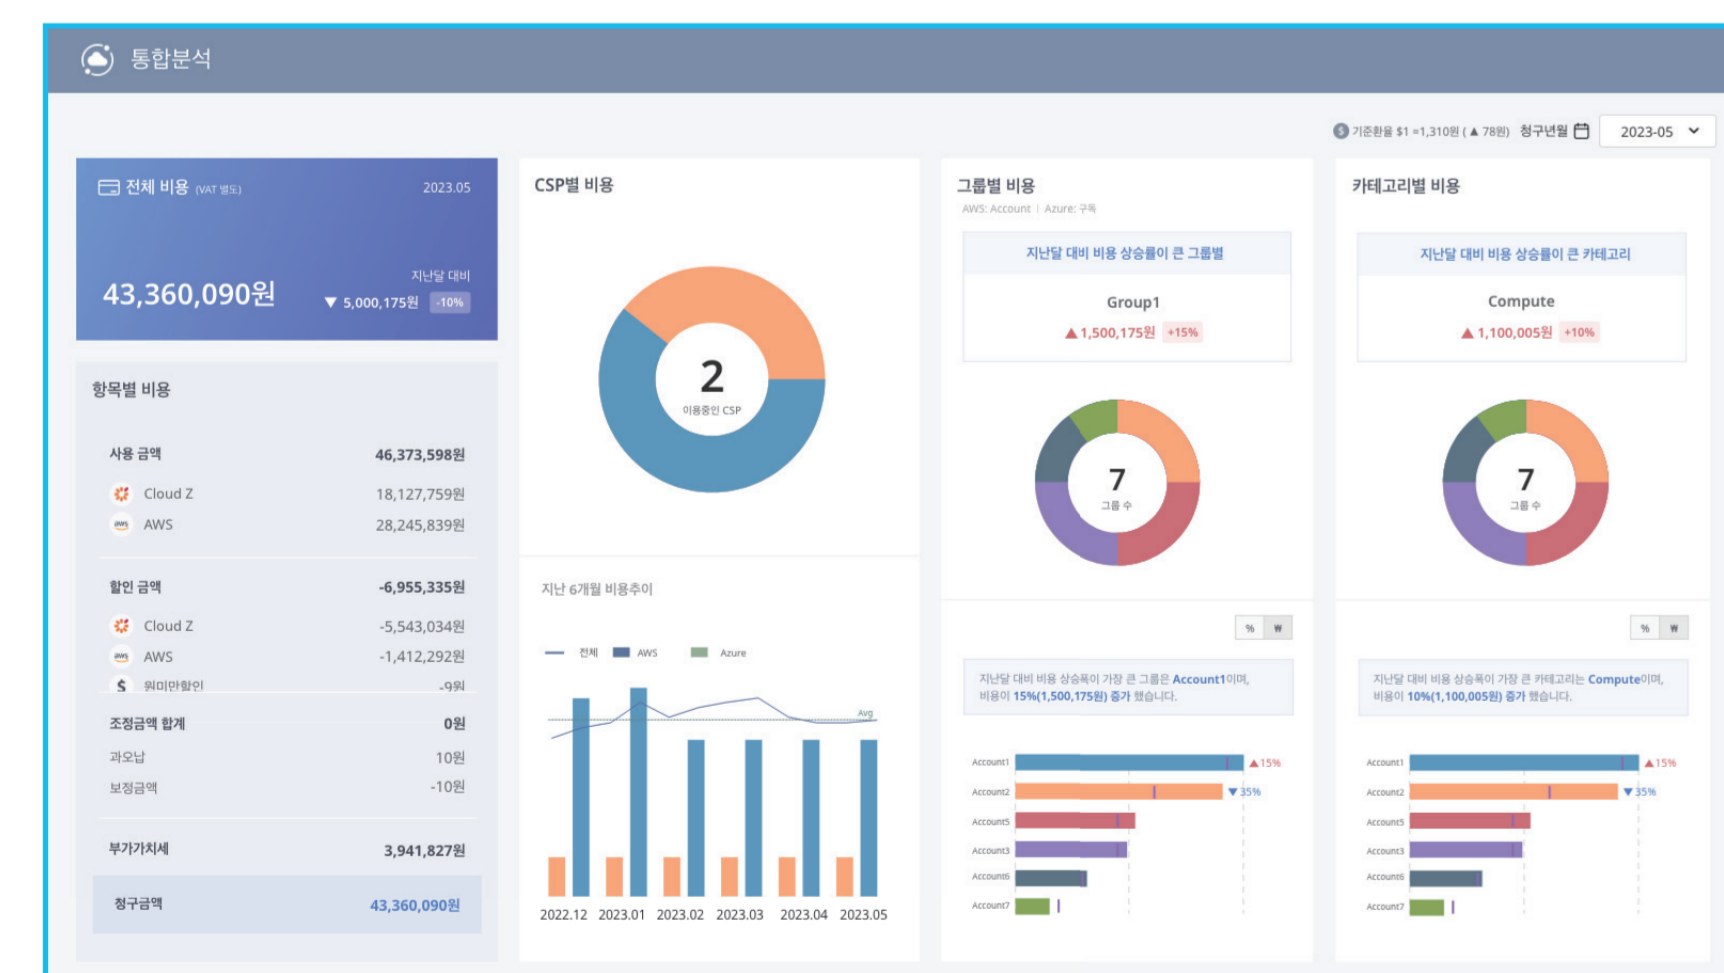 통합분석
기준환율 $1 =1,310원 ( ▲ 78원) 청구년월 2023-05
전체 비용 (VAT 별도) 2023.05
지난달 대비
43,360,090원 ▼ 5,000,175원 -10%
항목별 비용
사용 금액 46,373,598원
Cloud Z 18,127,759원
aws AWS 28,245,839원
할인 금액 -6,955,335원
Cloud Z -5,543,034원
aws AWS -1,412,292원
$ 원미만할인 -9원
조정금액 합계 0원
과오납 10원
보정금액 -10원
부가가치세 3,941,827원
청구금액 43,360,090원
CSP별 비용
2
이용중인 CSP
지난 6개월 비용추이
전체 AWS Azure
Avg
2022.12 2023.01 2023.02 2023.03 2023.04 2023.05
그룹별 비용
AWS: Account | Azure: 구독
지난달 대비 비용 상승률이 큰 그룹별
Group1
▲1,500,175원 +15%
7
그룹 수
% ₩
지난달 대비 비용 상승폭이 가장 큰 그룹은 Account1이며,
비용이 15%(1,500,175원) 증가 했습니다.
Account1 ▲15%
Account2 ▼35%
Account5
Account3
Account6
Account7
카테고리별 비용
지난달 대비 비용 상승률이 큰 카테고리
Compute
▲1,100,005원 +10%
7
그룹 수
% ₩
지난달 대비 비용 상승폭이 가장 큰 카테고리는 Compute이며,
비용이 10%(1,100,005원) 증가 했습니다.
Account1 ▲15%
Account2 ▼35%
Account5
Account3
Account6
Account7